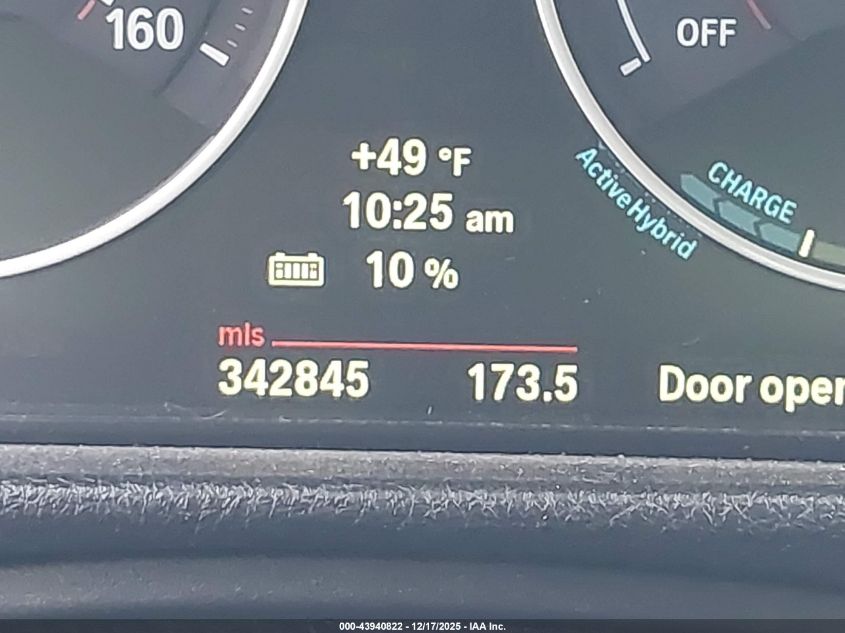 160
OFF
+49 °F
10:25 am
10 %
ActiveHybrid
CHARGE
mls
342845 173.5 Door oper
000-43940822 - 12/17/2025 - IAA Inc.